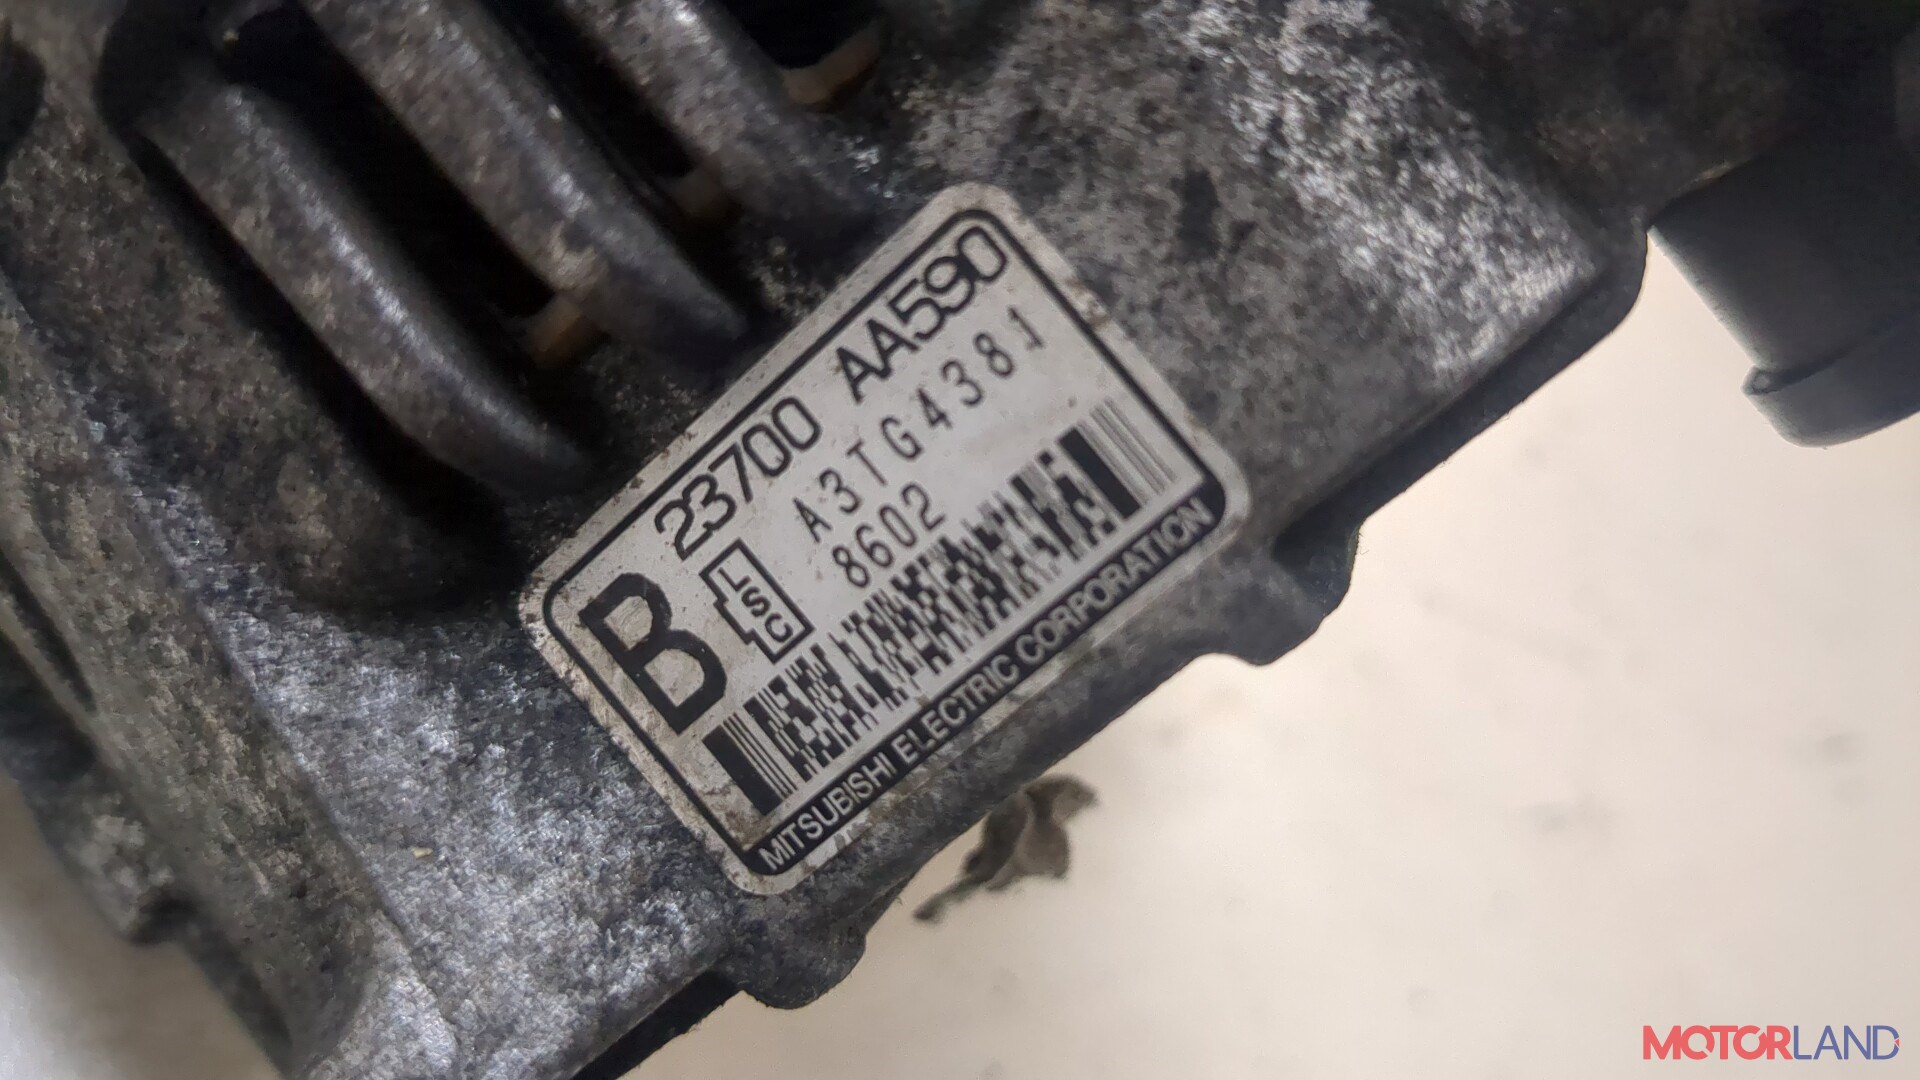 23700 AA590
A3TG4381
8602
B
LSC
MITSUBISHI ELECTRIC CORPORATION
MOTORLAND